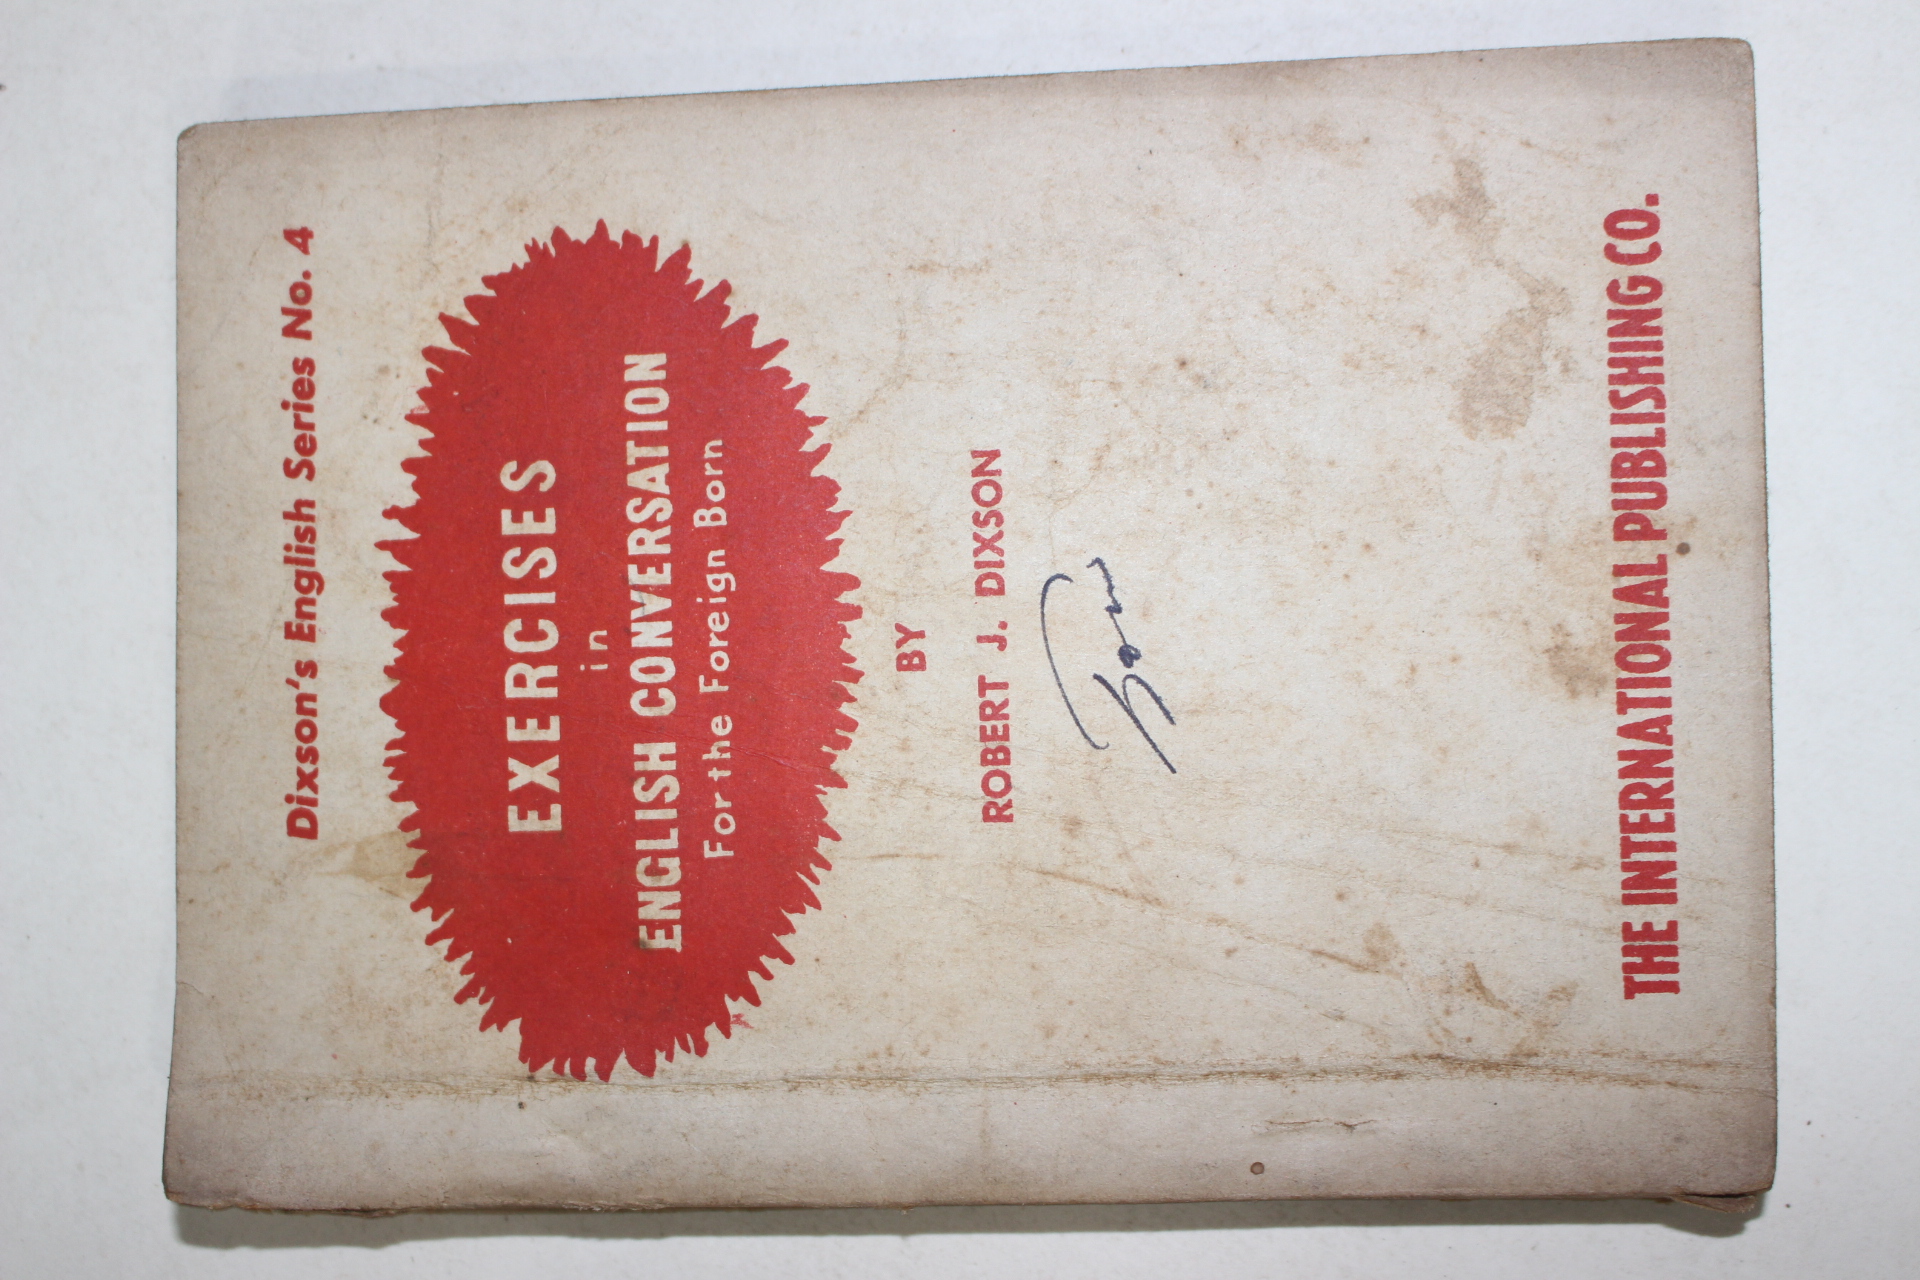 Dixson's English Series No. 4
EXERCISES
in
ENGLISH CONVERSATION
For the Foreign Born
BY
ROBERT J. DIXSON
THE INTERNATIONAL PUBLISHING CO.